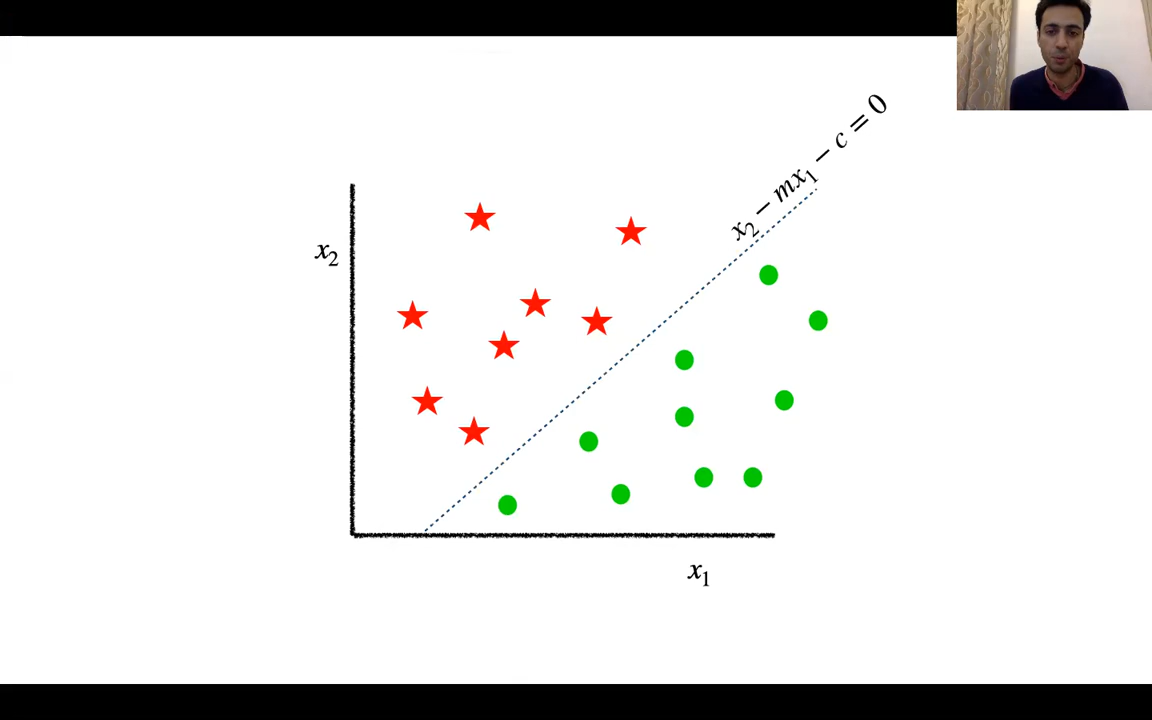 x₂ − mx₁ − c = 0
x₂
x₁